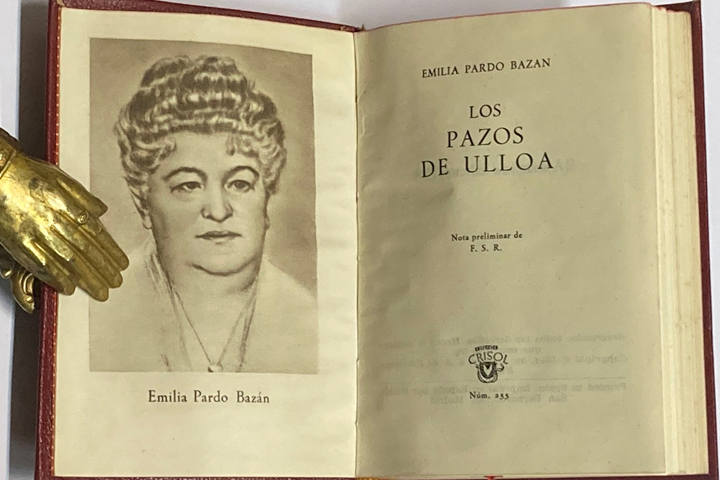 Emilia Pardo Bazán
EMILIA PARDO BAZAN
LOS
PAZOS
DE ULLOA
Nota preliminar de
F. S. R.
CRISOL
Núm. 255